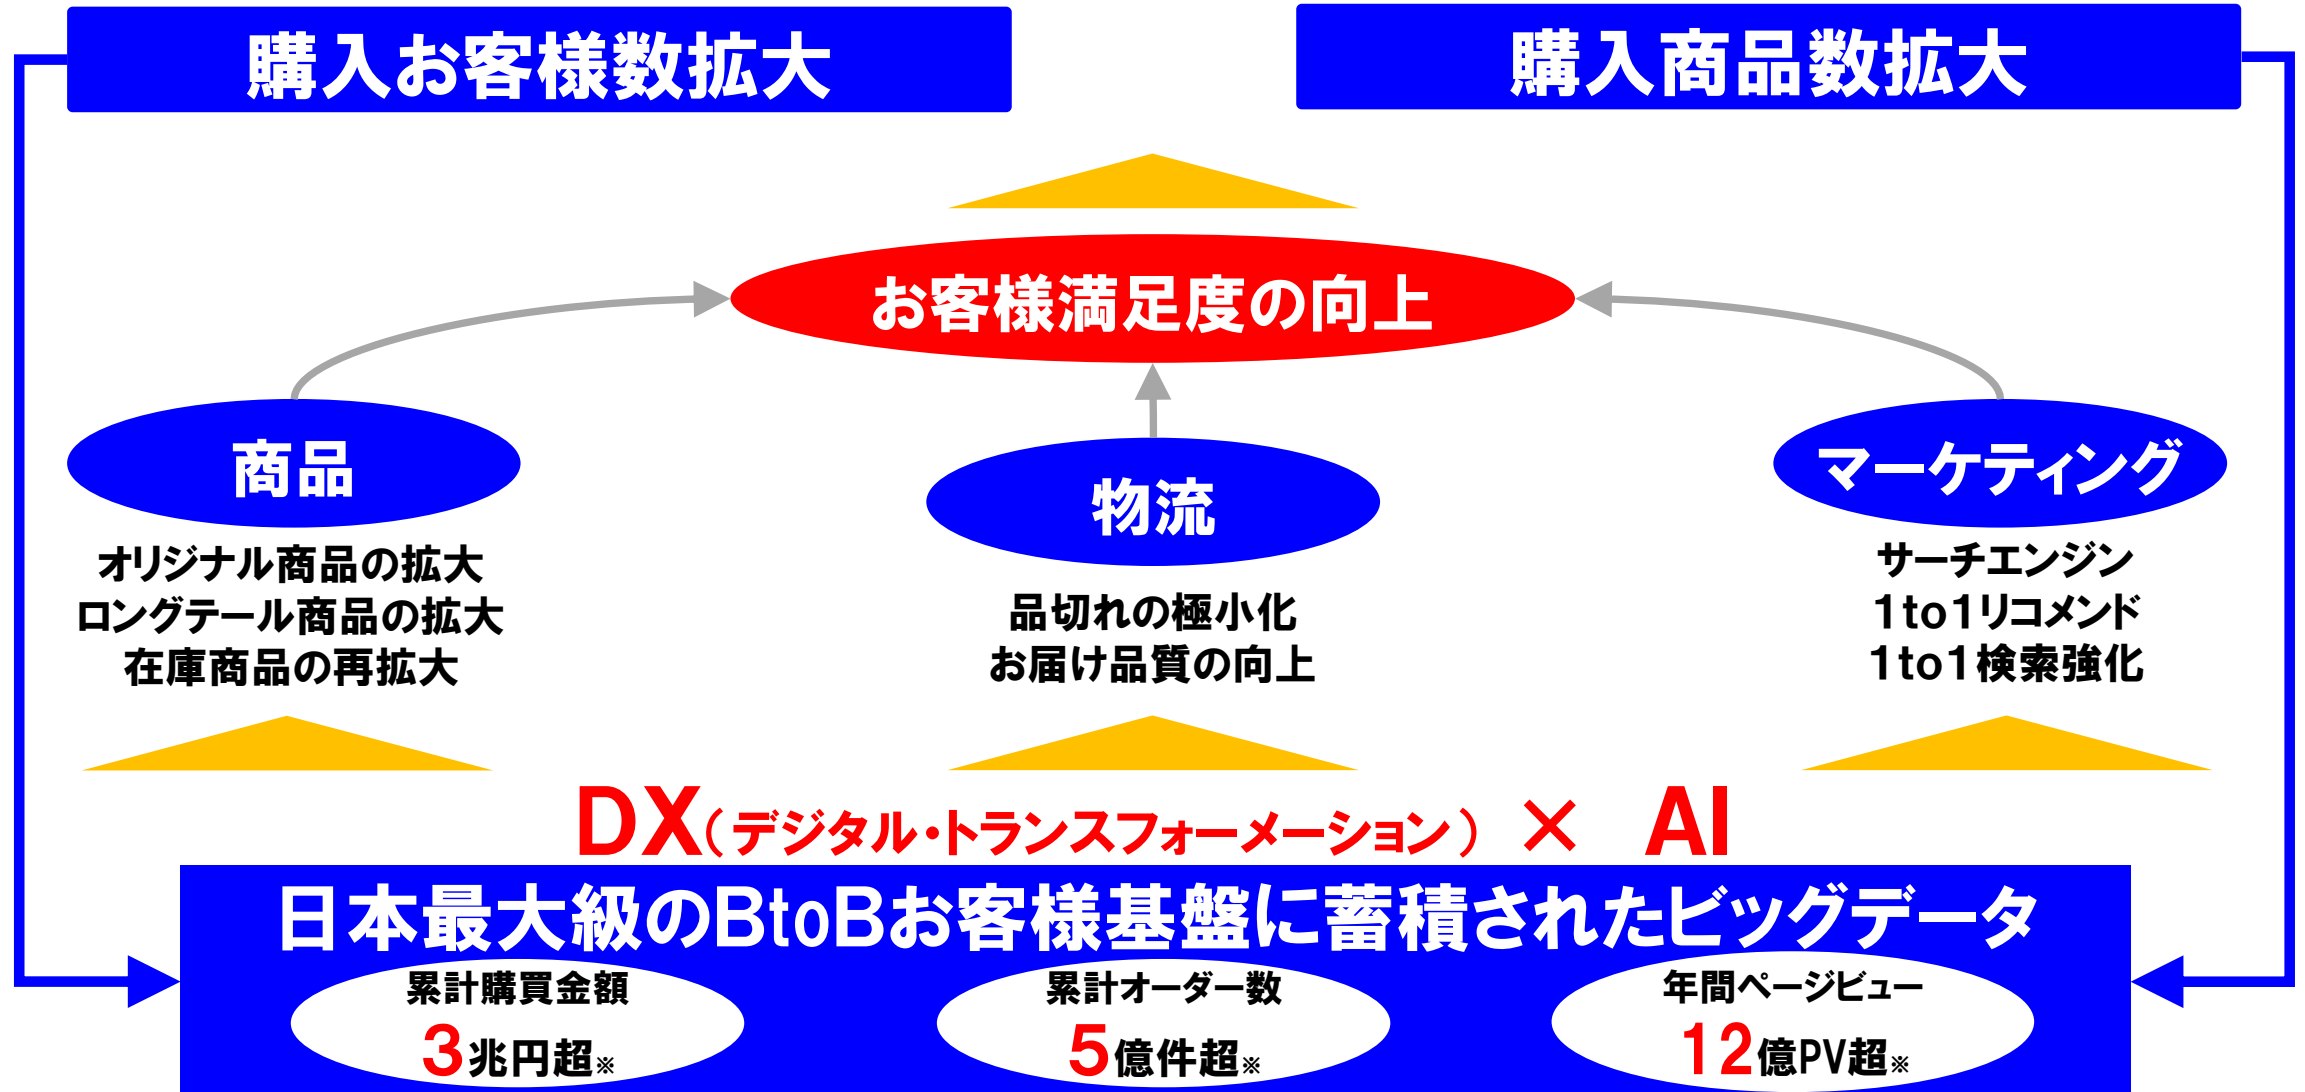 購入お客様数拡大
購入商品数拡大
お客様満足度の向上
商品
オリジナル商品の拡大
ロングテール商品の拡大
在庫商品の再拡大
物流
品切れの極小化
お届け品質の向上
マーケティング
サーチエンジン
1to1リコメンド
1to1検索強化
DX(デジタル・トランスフォーメーション) × AI
日本最大級のBtoBお客様基盤に蓄積されたビッグデータ
累計購買金額
3兆円超※
累計オーダー数
5億件超※
年間ページビュー
12億PV超※